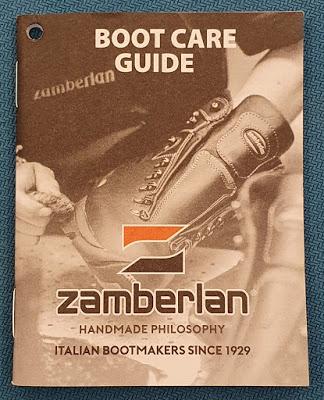 BOOT CARE
GUIDE
zamberlan
zamberlan®
HANDMADE PHILOSOPHY
ITALIAN BOOTMAKERS SINCE 1929